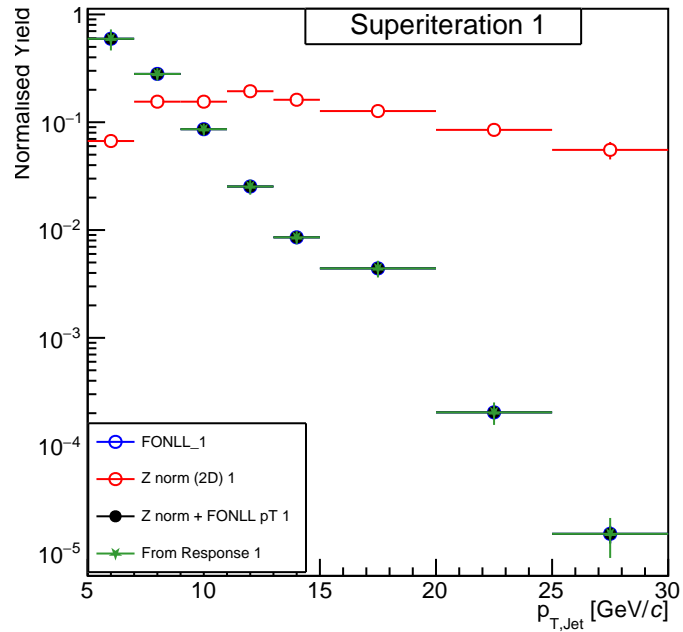 Superiteration 1
Normalised Yield
1
10⁻¹
10⁻²
10⁻³
10⁻⁴
10⁻⁵
FONLL_1
Z norm (2D) 1
Z norm + FONLL pT 1
From Response 1
5 10 15 20 25 30
p_T,Jet [GeV/c]